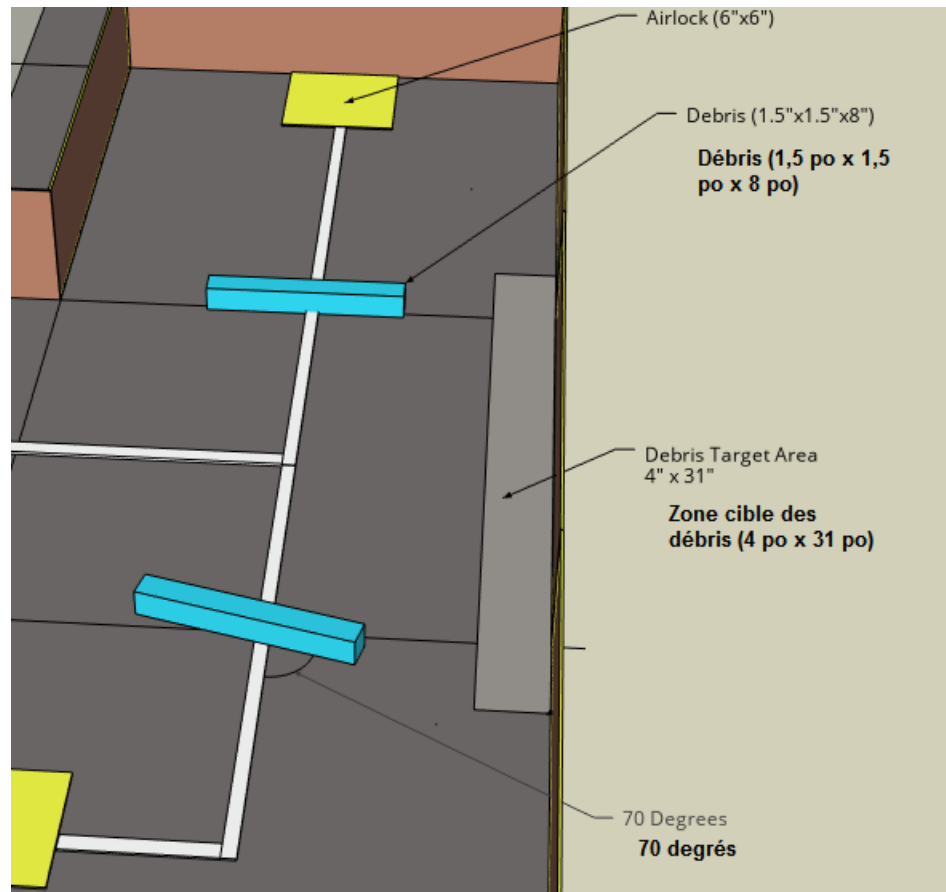 Airlock (6"x6")
Debris (1.5"x1.5"x8")
Débris (1,5 po x 1,5
po x 8 po)
Debris Target Area
4" x 31"
Zone cible des
débris (4 po x 31 po)
70 Degrees
70 degrés